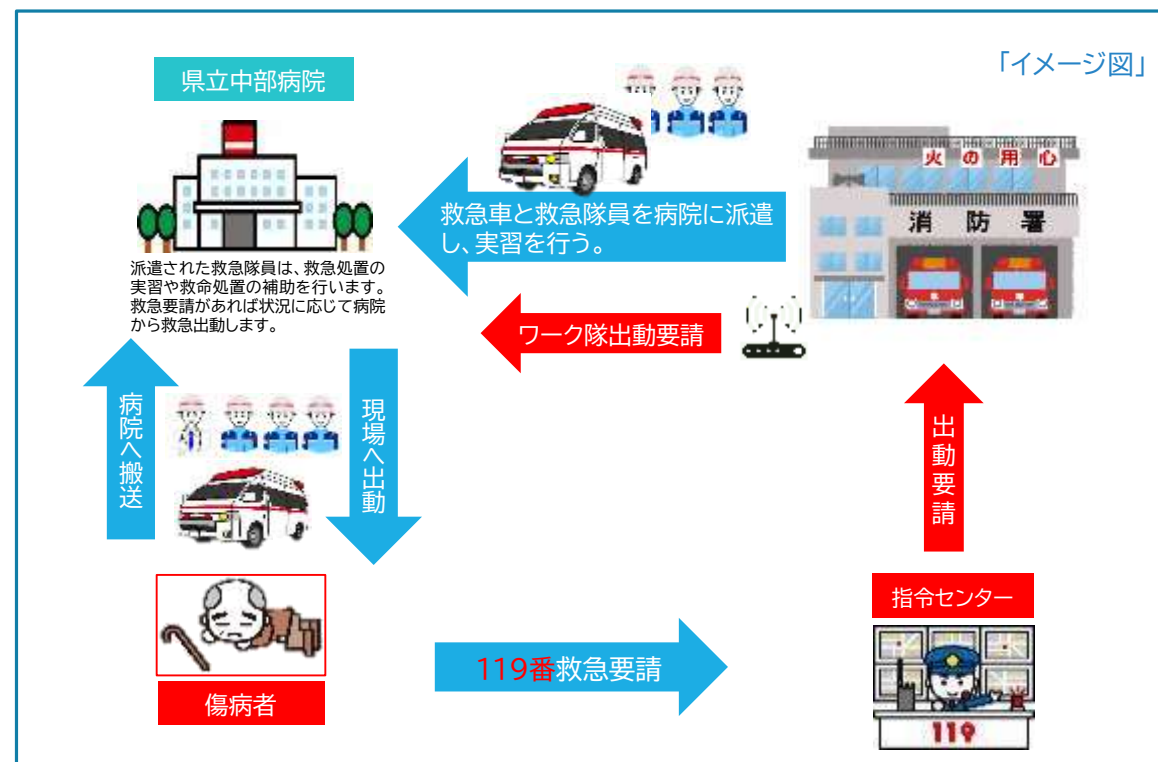 「イメージ図」
県立中部病院
火の用心
消防署
救急車と救急隊員を病院に派遣
し、実習を行う。
派遣された救急隊員は、救急処置の
実習や救命処置の補助を行います。
救急要請があれば状況に応じて病院
から救急出動します。
ワーク隊出動要請
病院へ搬送
現場へ出動
出動要請
指令センター
119番救急要請
傷病者
119